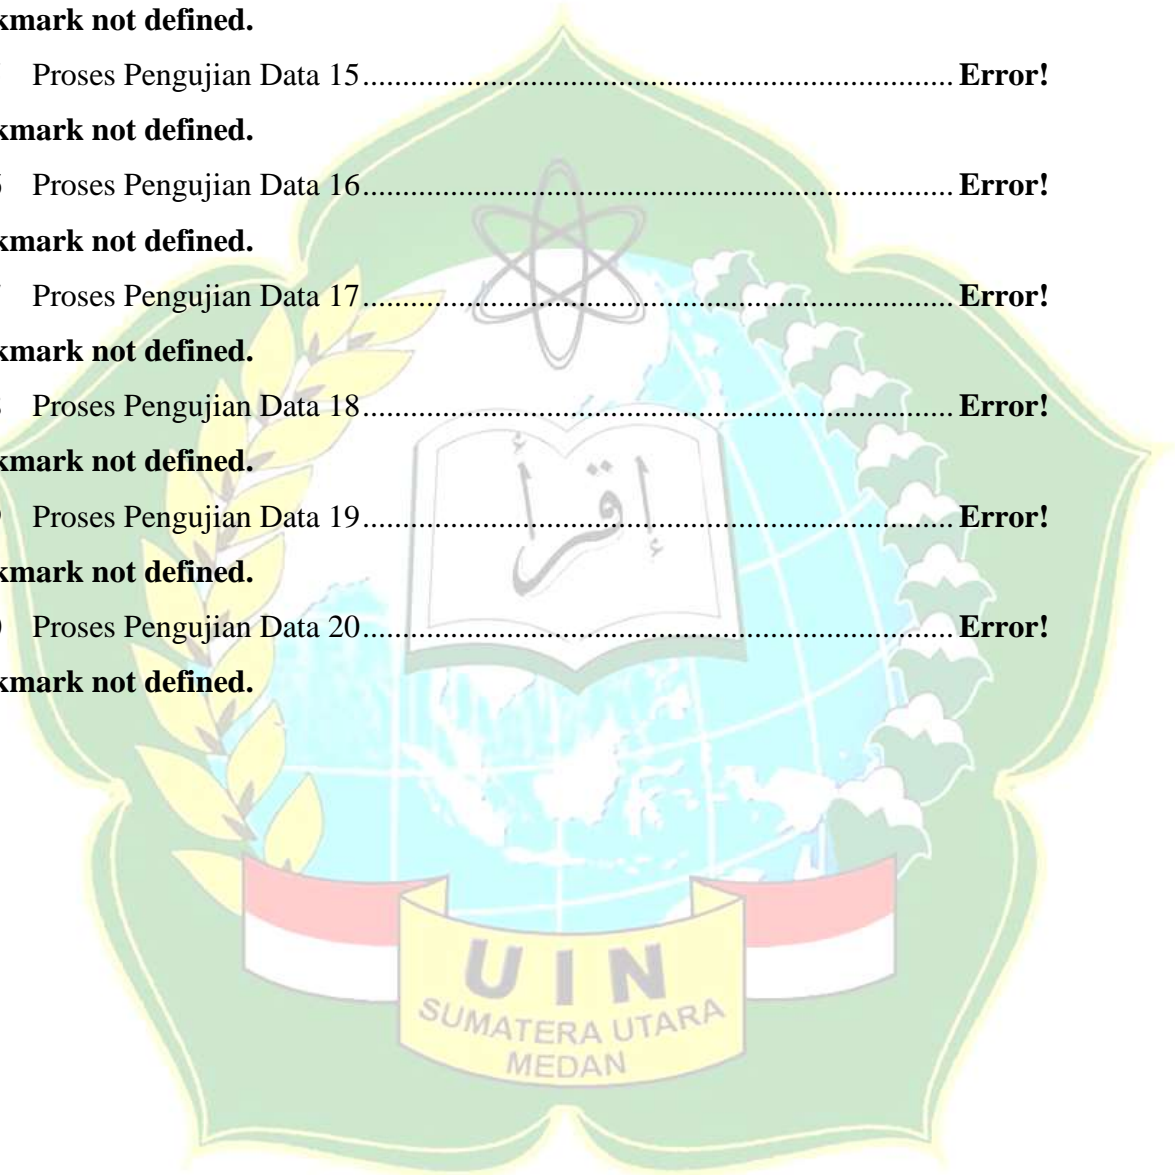 kmark not defined.
Proses Pengujian Data 15 ........................................................................... Error!
kmark not defined.
Proses Pengujian Data 16 ........................................................................... Error!
kmark not defined.
Proses Pengujian Data 17 ........................................................................... Error!
kmark not defined.
Proses Pengujian Data 18 ........................................................................... Error!
kmark not defined.
Proses Pengujian Data 19 ........................................................................... Error!
kmark not defined.
Proses Pengujian Data 20 ........................................................................... Error!
kmark not defined.
إقرأ
UIN
SUMATERA UTARA
MEDAN